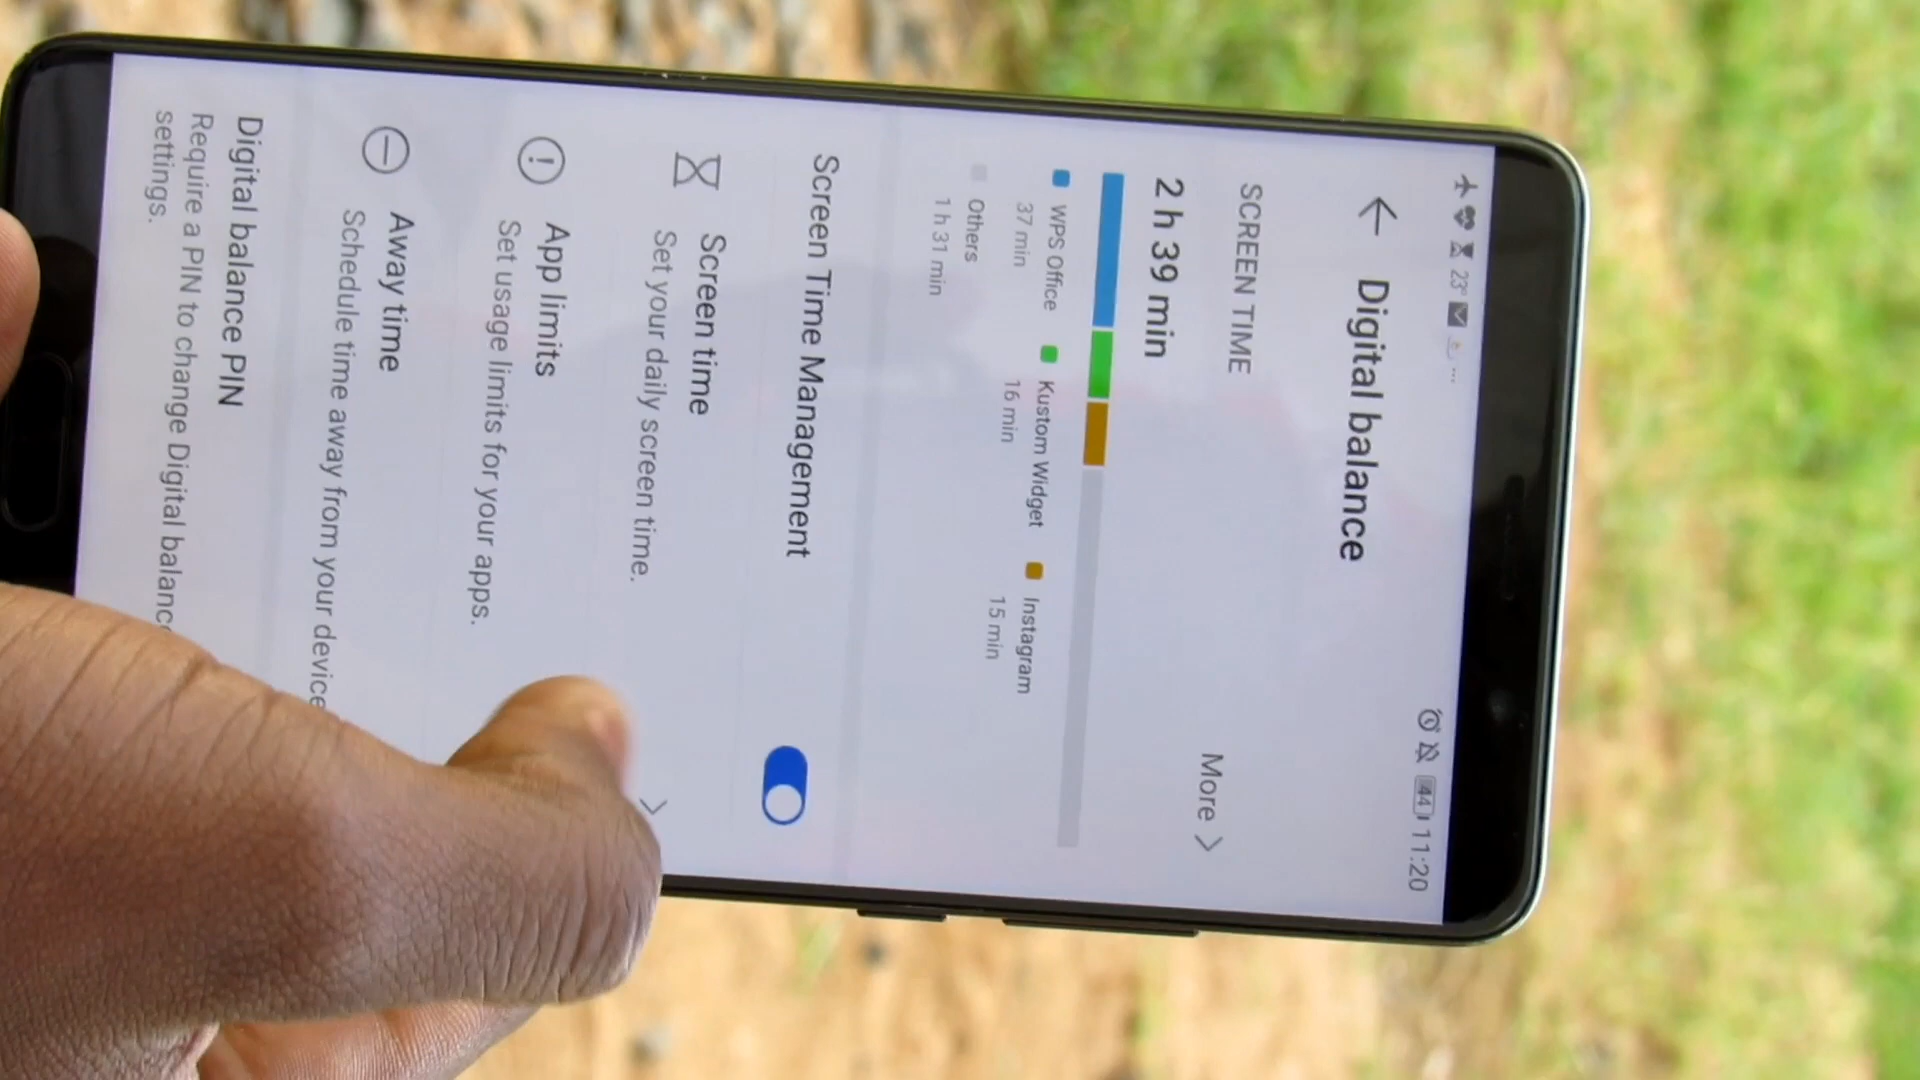 23° ...
44 11:20
Digital balance
SCREEN TIME
More
2 h 39 min
WPS Office Kustom Widget Instagram
37 min 16 min 15 min
Others
1 h 31 min
Screen Time Management
Screen time
Set your daily screen time.
App limits
Set usage limits for your apps.
Away time
Schedule time away from your device
Digital balance PIN
Require a PIN to change Digital balanc
settings.